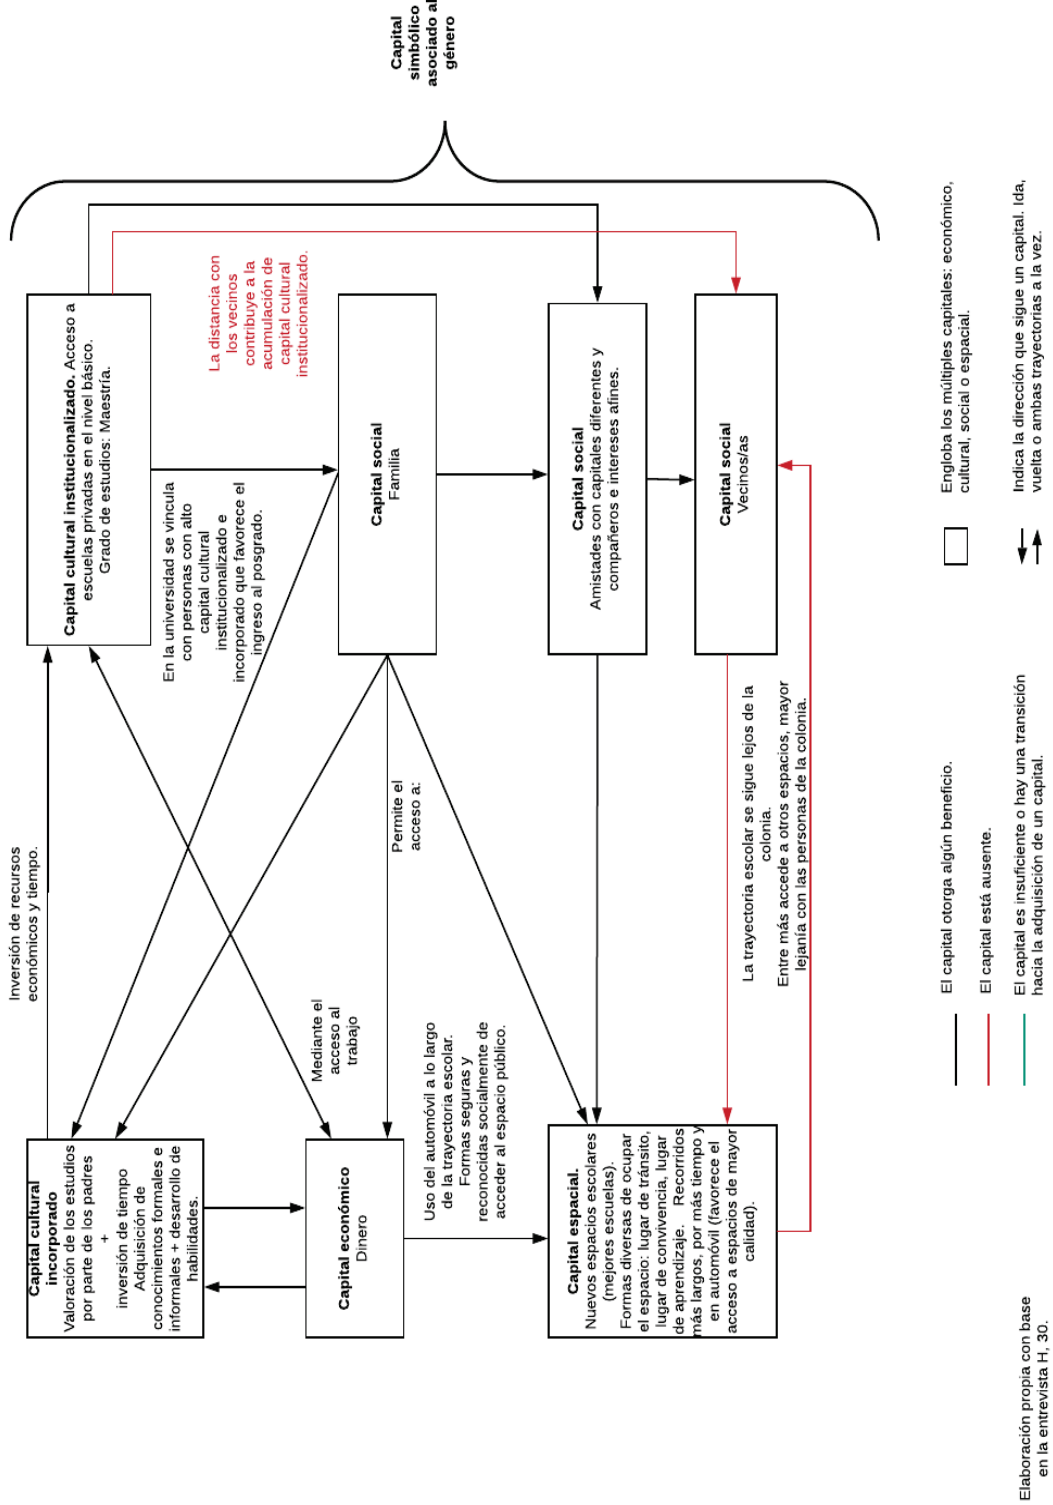 Capital
simbólico
asociado al
género
Capital cultural
incorporado
Valoración de los estudios
por parte de los padres
+
inversión de tiempo
Adquisición de
conocimientos formales e
informales + desarrollo de
habilidades.
Inversión de recursos
económicos y tiempo.
Capital cultural institucionalizado. Acceso a
escuelas privadas en el nivel básico.
Grado de estudios: Maestría.
En la universidad se vincula
con personas con alto
capital cultural
institucionalizado e
incorporado que favorece el
ingreso al posgrado.
La distancia con
los vecinos
contribuye a la
acumulación de
capital cultural
institucionalizado.
Mediante el
acceso al
trabajo
Capital económico
Dinero
Permite el
acceso a:
Capital social
Familia
Uso del automóvil a lo largo
de la trayectoria escolar.
Formas seguras y
reconocidas socialmente de
acceder al espacio público.
Capital espacial.
Nuevos espacios escolares
(mejores escuelas).
Formas diversas de ocupar
el espacio: lugar de tránsito,
lugar de convivencia, lugar
de aprendizaje. Recorridos
más largos, por más tiempo y
en automóvil (favorece el
acceso a espacios de mayor
calidad).
Capital social
Amistades con capitales diferentes y
compañeros e intereses afines.
Capital social
Vecinos/as
La trayectoria escolar se sigue lejos de la
colonia.
Entre más accede a otros espacios, mayor
lejanía con las personas de la colonia.
El capital otorga algún beneficio.
El capital está ausente.
El capital es insuficiente o hay una transición
hacia la adquisición de un capital.
Engloba los múltiples capitales: económico,
cultural, social o espacial.
Indica la dirección que sigue un capital. Ida,
vuelta o ambas trayectorias a la vez.
Elaboración propia con base
en la entrevista H, 30.